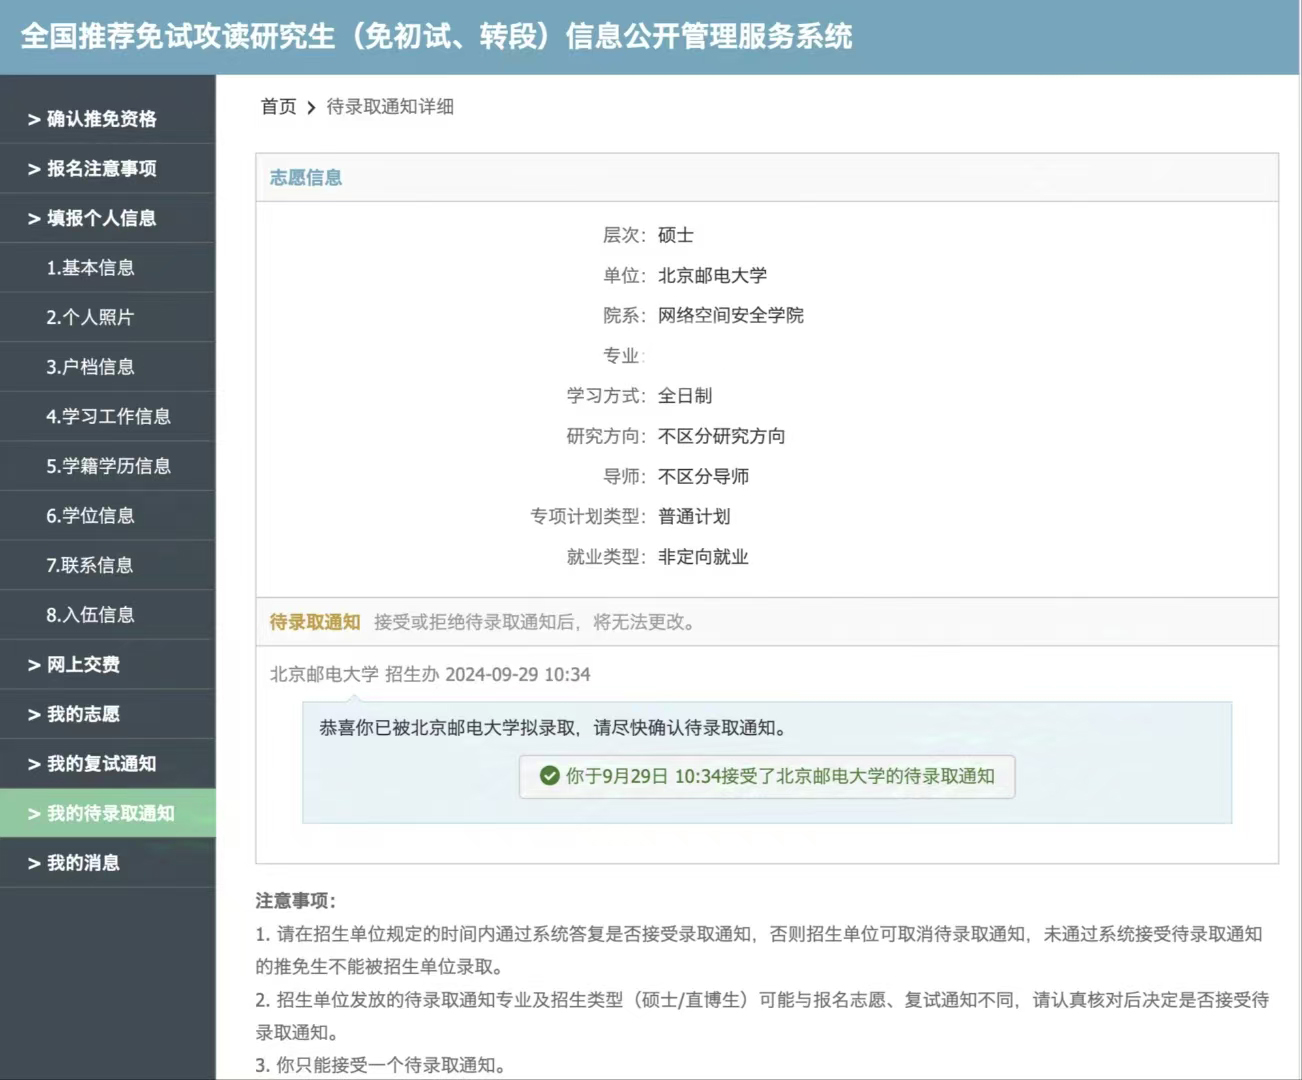 全国推荐免试攻读研究生（免初试、转段）信息公开管理服务系统
> 确认推免资格
> 报名注意事项
> 填报个人信息
1.基本信息
2.个人照片
3.户档信息
4.学习工作信息
5.学籍学历信息
6.学位信息
7.联系信息
8.入伍信息
> 网上交费
> 我的志愿
> 我的复试通知
> 我的待录取通知
> 我的消息
首页 > 待录取通知详细
志愿信息
层次：硕士
单位：北京邮电大学
院系：网络空间安全学院
专业：
学习方式：全日制
研究方向：不区分研究方向
导师：不区分导师
专项计划类型：普通计划
就业类型：非定向就业
待录取通知 接受或拒绝待录取通知后，将无法更改。
北京邮电大学 招生办 2024-09-29 10:34
恭喜你已被北京邮电大学拟录取，请尽快确认待录取通知。
你于9月29日 10:34接受了北京邮电大学的待录取通知
注意事项：
1. 请在招生单位规定的时间内通过系统答复是否接受录取通知，否则招生单位可取消待录取通知，未通过系统接受待录取通知
的推免生不能被招生单位录取。
2. 招生单位发放的待录取通知专业及招生类型（硕士/直博生）可能与报名志愿、复试通知不同，请认真核对后决定是否接受待
录取通知。
3. 你只能接受一个待录取通知。